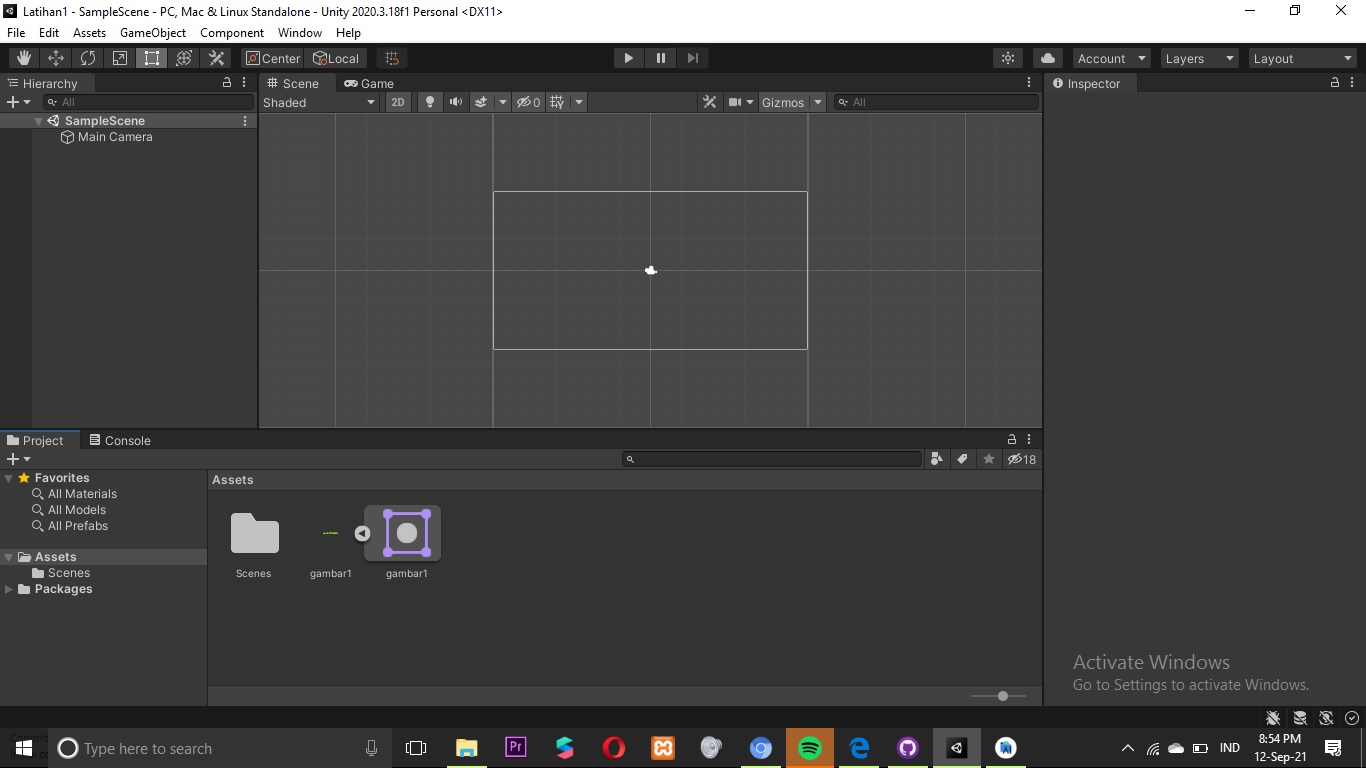 Latihan1 - SampleScene - PC, Mac & Linux Standalone - Unity 2020.3.18f1 Personal <DX11>
File Edit Assets GameObject Component Window Help
Center Local Account Layers Layout
Hierarchy
All
SampleScene
Main Camera
Scene Game
Shaded 2D 0 Gizmos All
Inspector
Project Console
18
Favorites
All Materials
All Models
All Prefabs
Assets
Scenes
Packages
Assets
Scenes gambar1 gambar1
Activate Windows
Go to Settings to activate Windows.
Type here to search
Pr
IND
8:54 PM
12-Sep-21